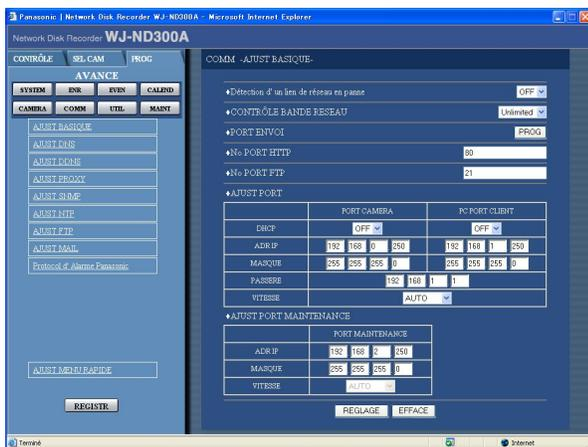 Panasonic | Network Disk Recorder WJ-ND300A - Microsoft Internet Explorer
Network Disk Recorder WJ-ND300A
CONTRÔLE SEL CAM PROG
AVANCE
SYSTEM ENR EVEN CALEND
CAMERA COMM UTIL MAINT
AJUST BASIQUE
AJUST DNS
AJUST DDNS
AJUST PROXY
AJUST SNMP
AJUST NTP
AJUST FTP
AJUST MAIL
Protocol d' Alarme Panasonic
AJUST MENU RAPIDE
REGISTR
COMM -AJUST BASIQUE-
♦Détection d'un lien de réseau en panne OFF
♦CONTRÔLE BANDE RESEAU Unlimited
♦PORT ENVOI PROG
♦No PORT HTTP 80
♦No PORT FTP 21
♦AJUST PORT
PORT CAMERA PC PORT CLIENT
DHCP OFF OFF
ADR IP 192 168 0 250 192 168 1 250
MASQUE 255 255 255 0 255 255 255 0
PASSERE 192 168 1 1
VITESSE AUTO
♦AJUST PORT MAINTENANCE
PORT MAINTENANCE
ADR IP 192 168 2 250
MASQUE 255 255 255 0
VITESSE AUTO
REGLAGE EFFACE
Terminé Internet